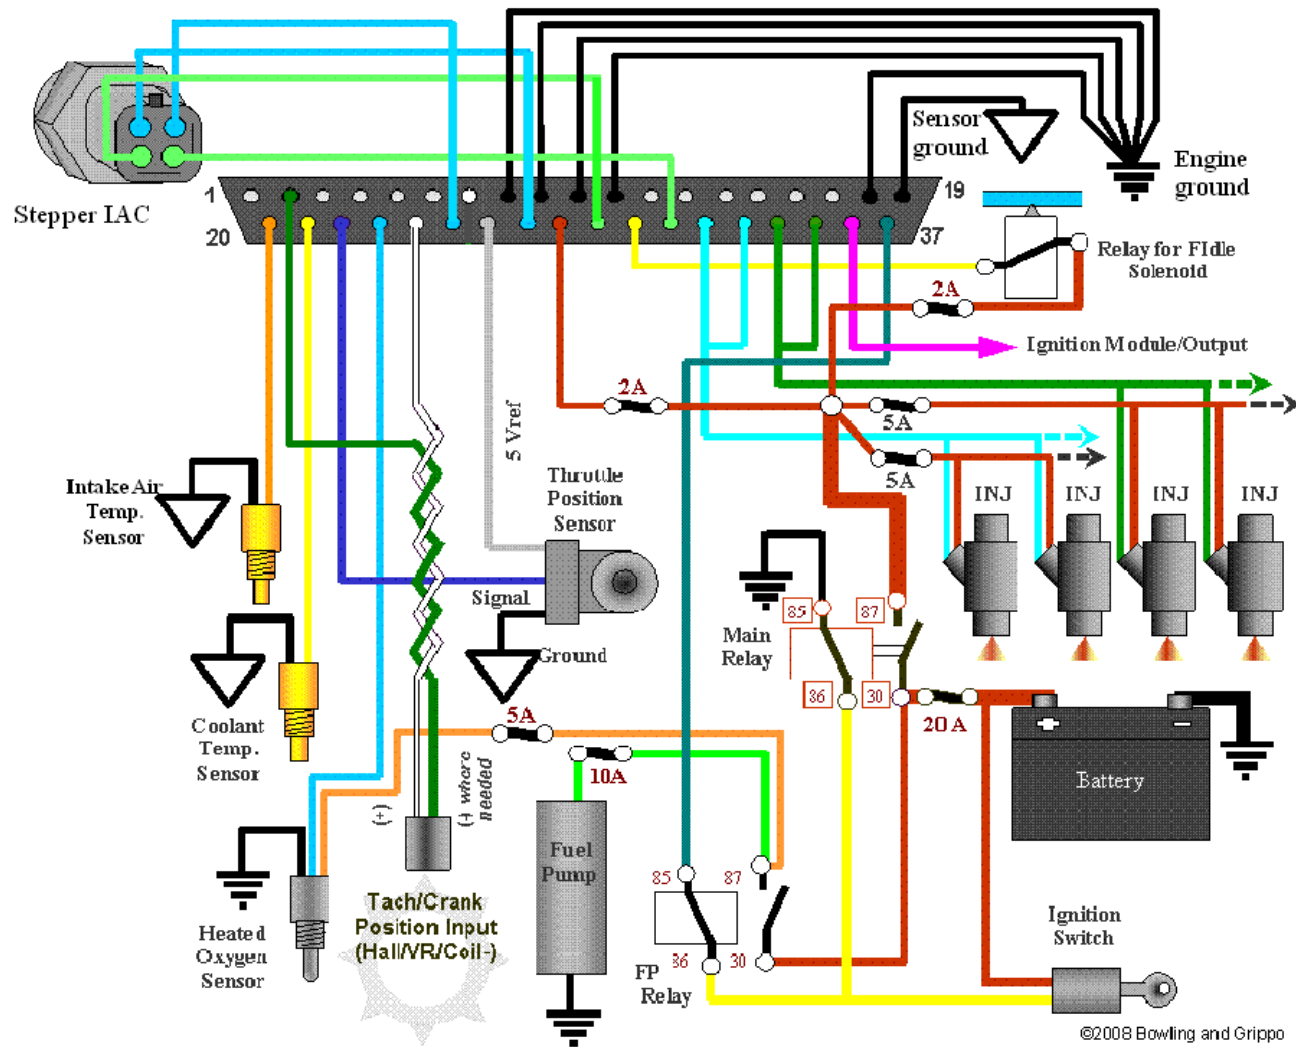 Sensor
ground
Engine
ground
Stepper IAC
1
19
20
37
Relay for FIdle
Solenoid
2A
Ignition Module/Output
2A
5A
5A
5 Vref
Throttle
Position
Sensor
Intake Air
Temp.
Sensor
INJ
INJ
INJ
INJ
Signal
Ground
85
87
Main
Relay
86
30
20 A
Coolant
Temp.
Sensor
5A
10A
Battery
(+)
(-) where
needed
Fuel
Pump
85
87
Tach/Crank
Position Input
(Hall/VR/Coil-)
Heated
Oxygen
Sensor
Ignition
Switch
86
30
FP
Relay
©2008 Bowling and Grippo